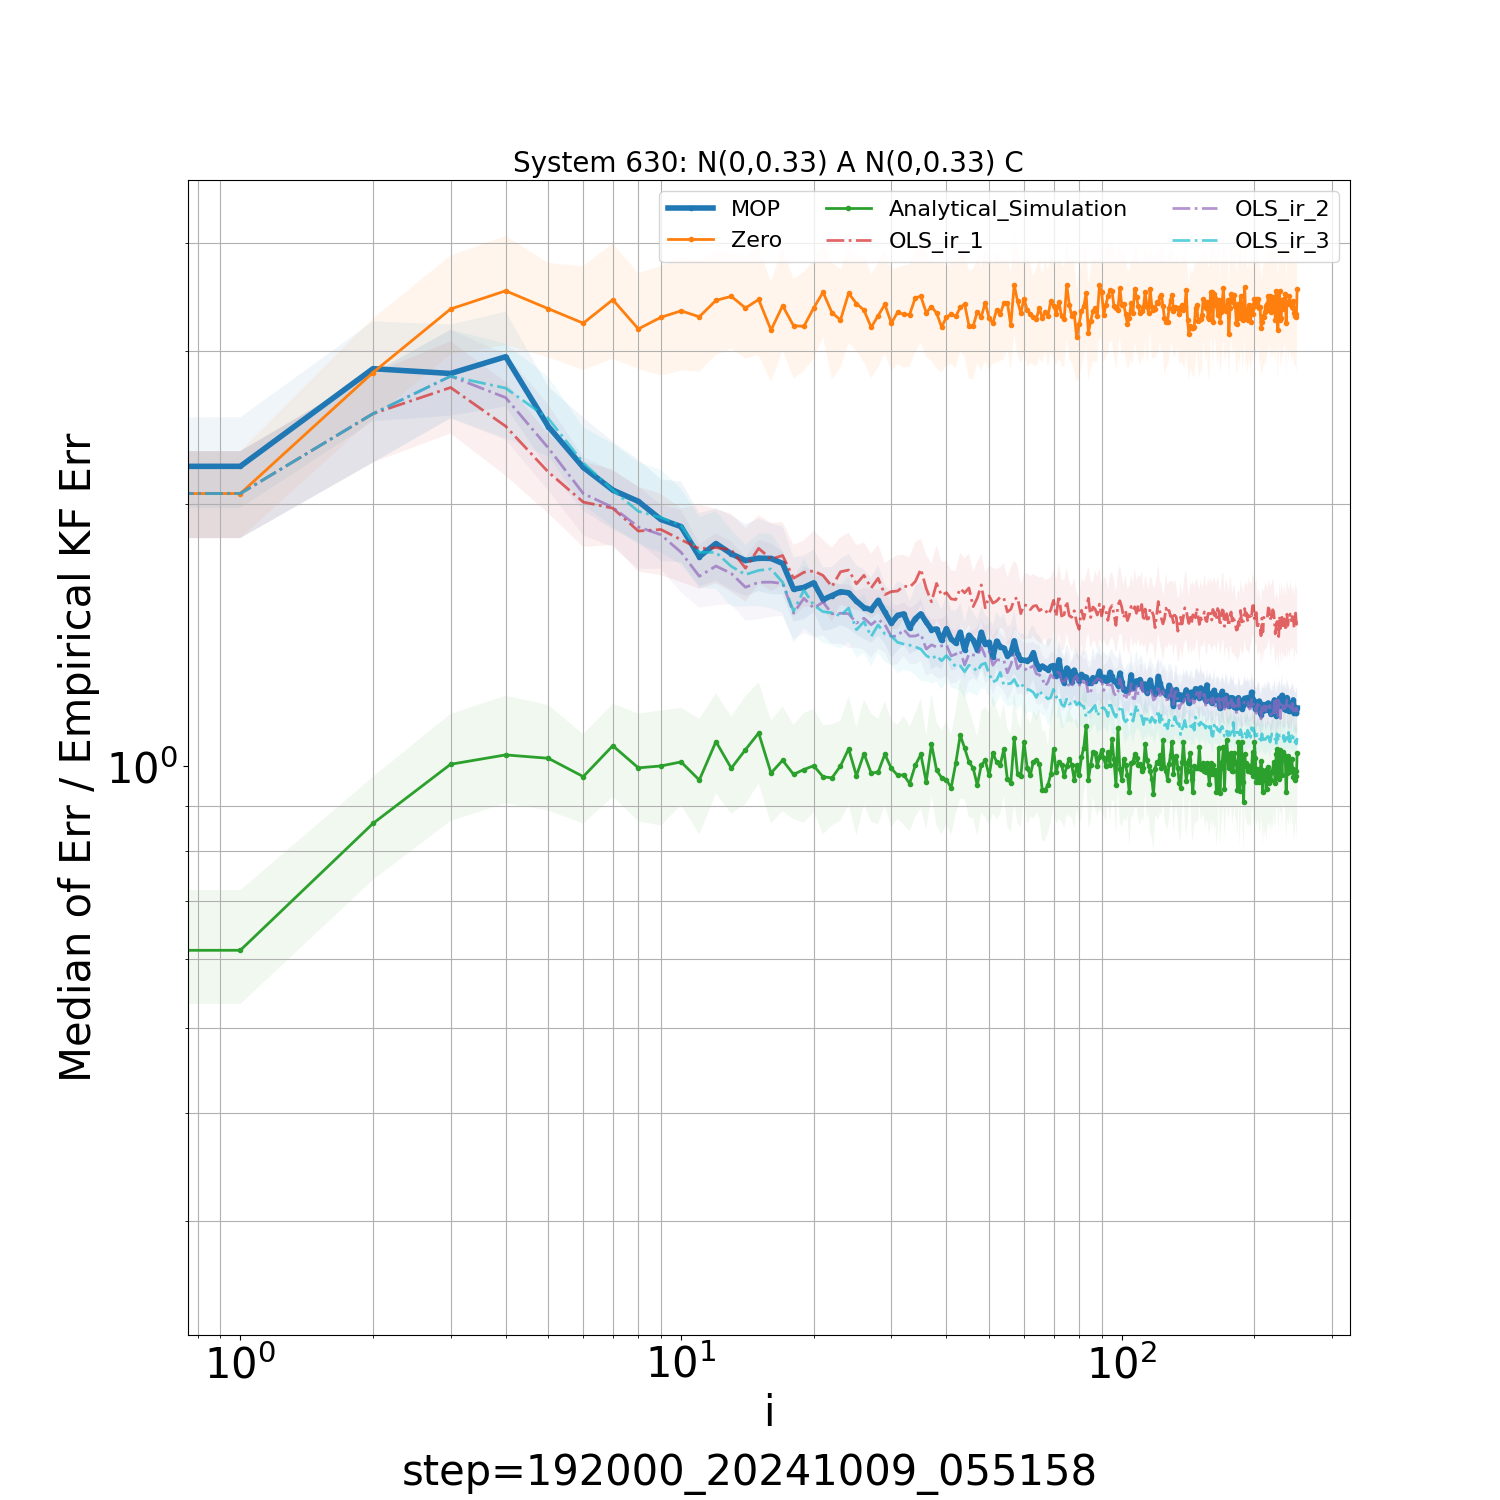 System 630: N(0,0.33) A N(0,0.33) C
MOP
Zero
Analytical_Simulation
OLS_ir_1
OLS_ir_2
OLS_ir_3
Median of Err / Empirical KF Err
10⁰
10⁰
10¹
10²
i
step=192000_20241009_055158